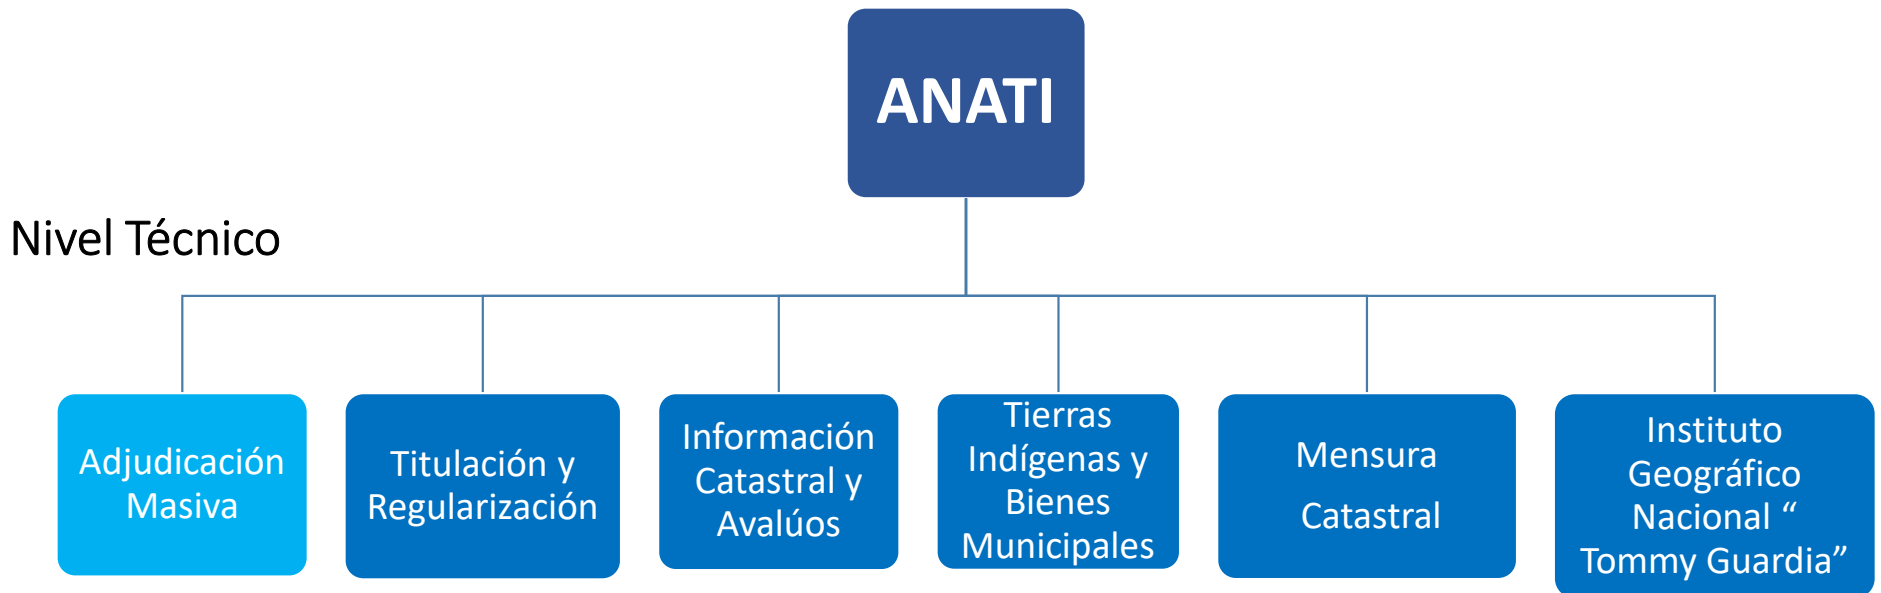 ANATI
Nivel Técnico
Adjudicación
Masiva
Titulación y
Regularización
Información
Catastral y
Avalúos
Tierras
Indígenas y
Bienes
Municipales
Mensura
Catastral
Instituto
Geográfico
Nacional “
Tommy Guardia”